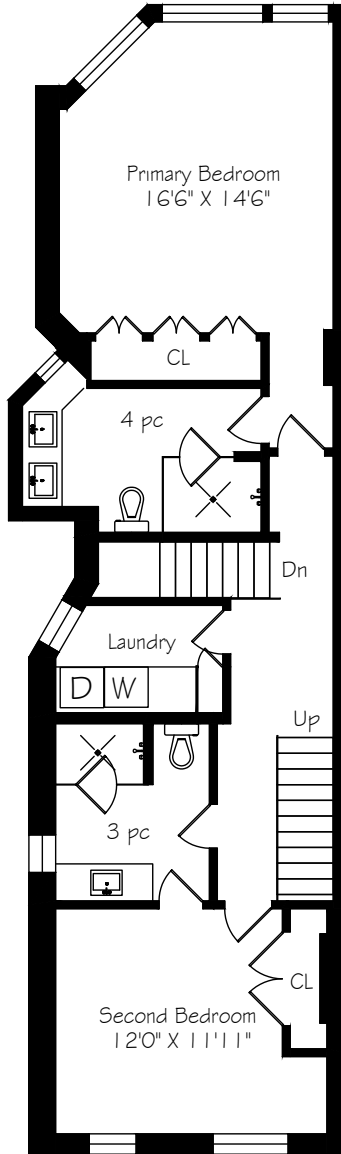 Primary Bedroom
16'6" X 14'6"
CL
4 pc
Dn
Laundry
D W
Up
3 pc
CL
Second Bedroom
12'0" X 11'11"